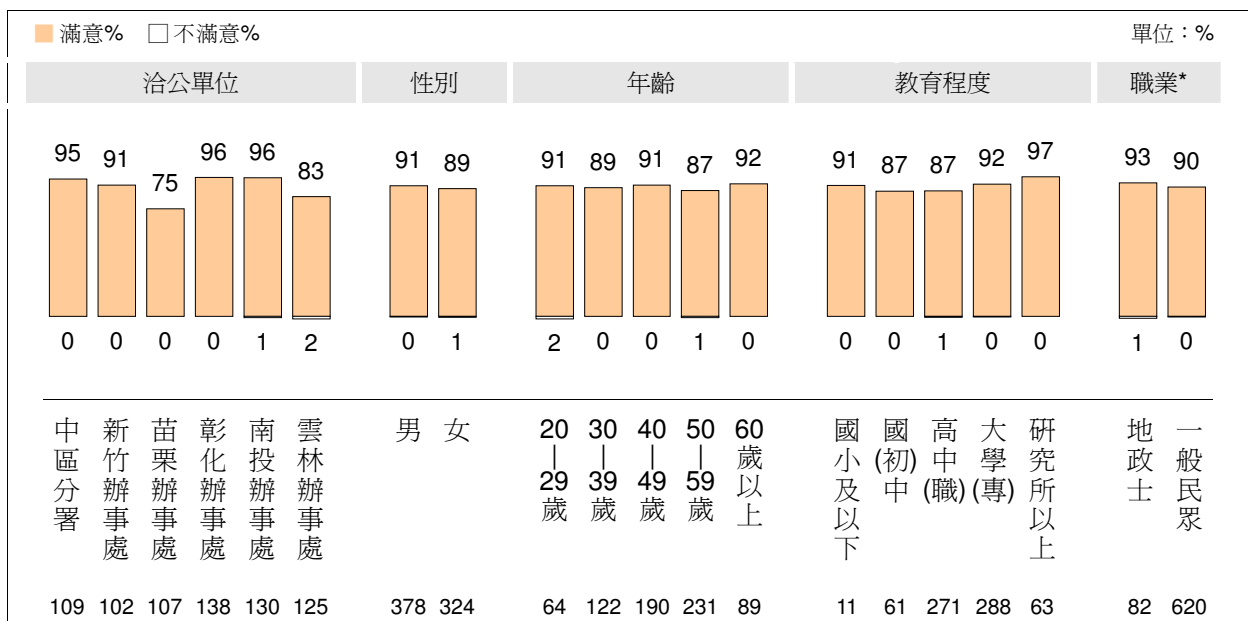 滿意% 不滿意% 單位：%
洽公單位 性別 年齡 教育程度 職業*
95 91 75 96 96 83 91 89 91 89 91 87 92 91 87 87 92 97 93 90
0 0 0 0 1 2 0 1 2 0 0 1 0 0 0 1 0 0 1 0
中區分署
新竹辦事處
苗栗辦事處
彰化辦事處
南投辦事處
雲林辦事處
男
女
20|29歲
30|39歲
40|49歲
50|59歲
60歲以上
國小及以下
國(初)中
高中(職)
大學(專)
研究所以上
地政士
一般民眾
109 102 107 138 130 125 378 324 64 122 190 231 89 11 61 271 288 63 82 620